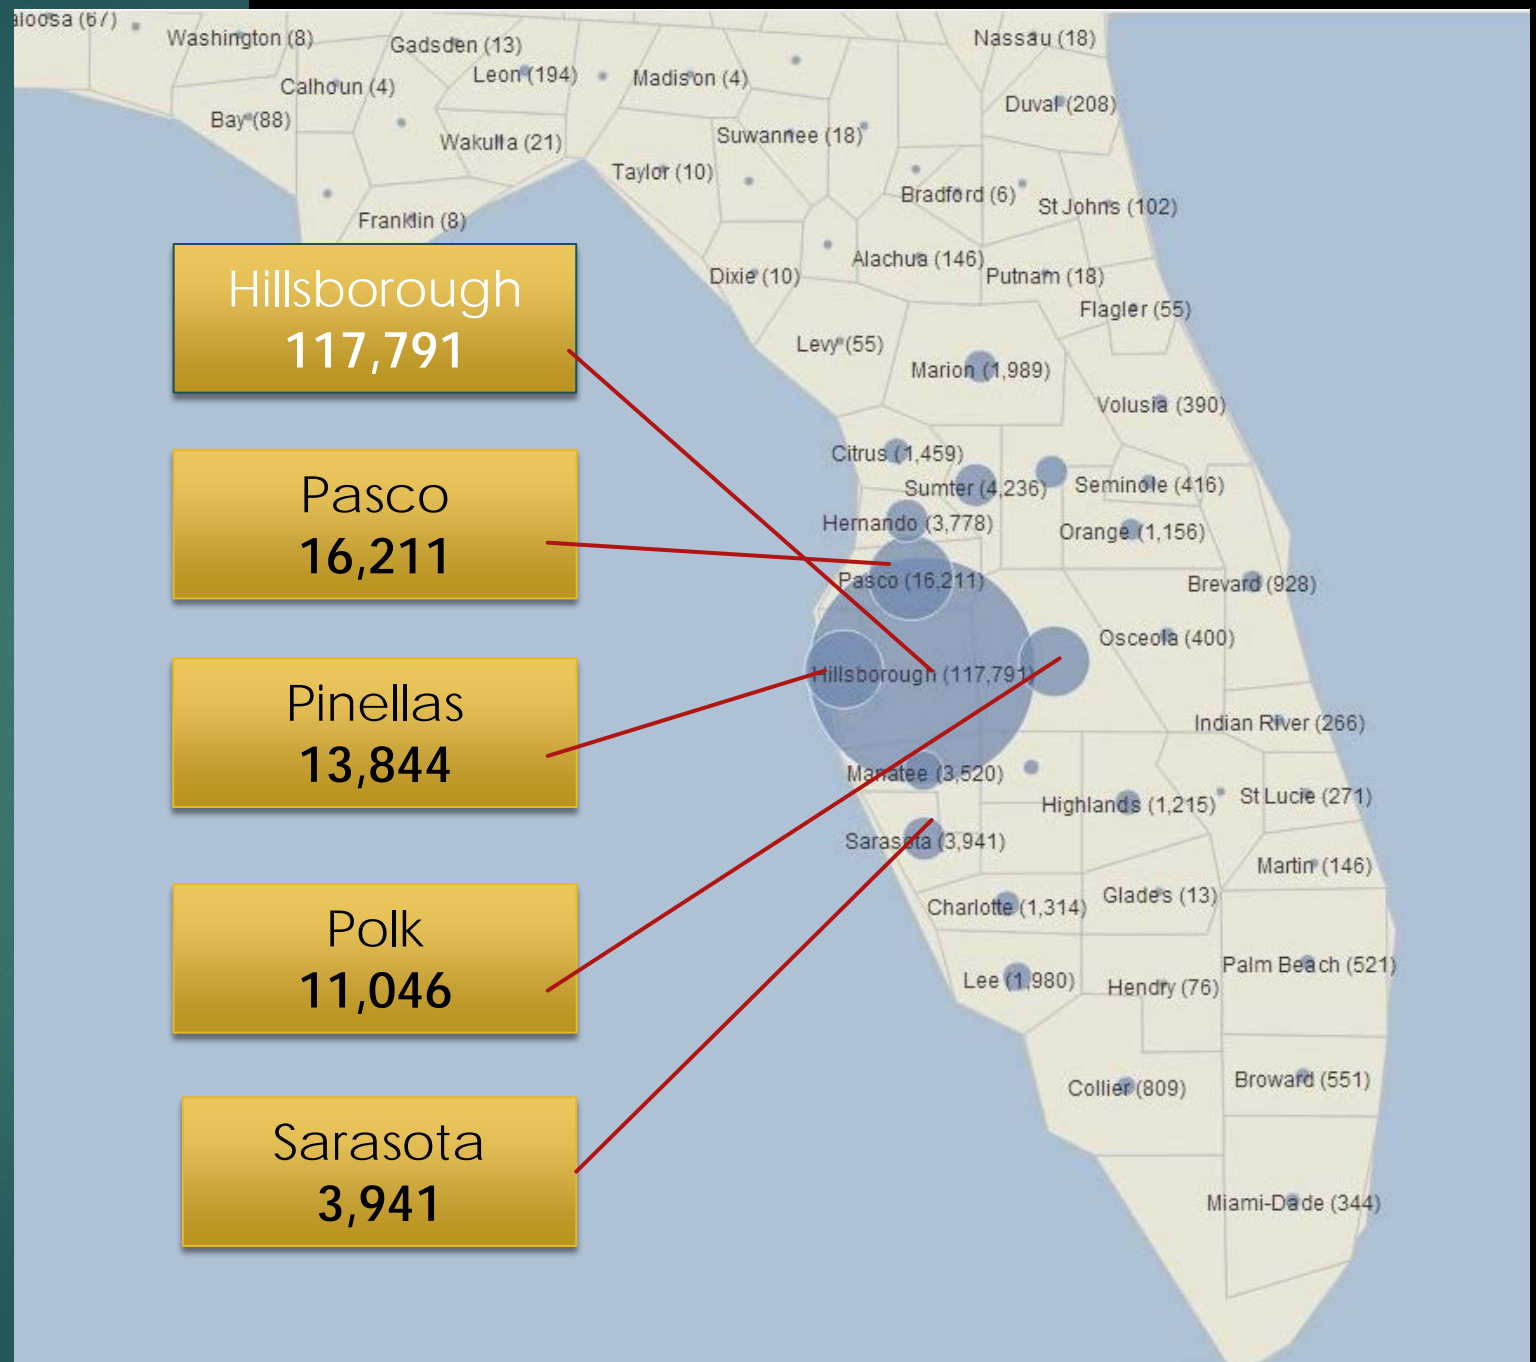 aloosa (67)
Washington (8)
Gadsden (13)
Nassau (18)
Calhoun (4)
Leon (194)
Madison (4)
Duval (208)
Bay (88)
Wakulla (21)
Suwannee (18)
Taylor (10)
Bradford (6)
St Johns (102)
Franklin (8)
Dixie (10)
Alachua (146)
Putnam (18)
Flagler (55)
Levy (55)
Marion (1,989)
Volusia (390)
Citrus (1,459)
Sumter (4,236)
Seminole (416)
Hernando (3,778)
Orange (1,156)
Pasco (16,211)
Brevard (928)
Osceola (400)
Hillsborough (117,791)
Indian River (266)
Manatee (3,520)
Highlands (1,215)
St Lucie (271)
Sarasota (3,941)
Martin (146)
Charlotte (1,314)
Glades (13)
Lee (1,980)
Hendry (76)
Palm Beach (521)
Collier (809)
Broward (551)
Miami-Dade (344)
Hillsborough
117,791
Pasco
16,211
Pinellas
13,844
Polk
11,046
Sarasota
3,941